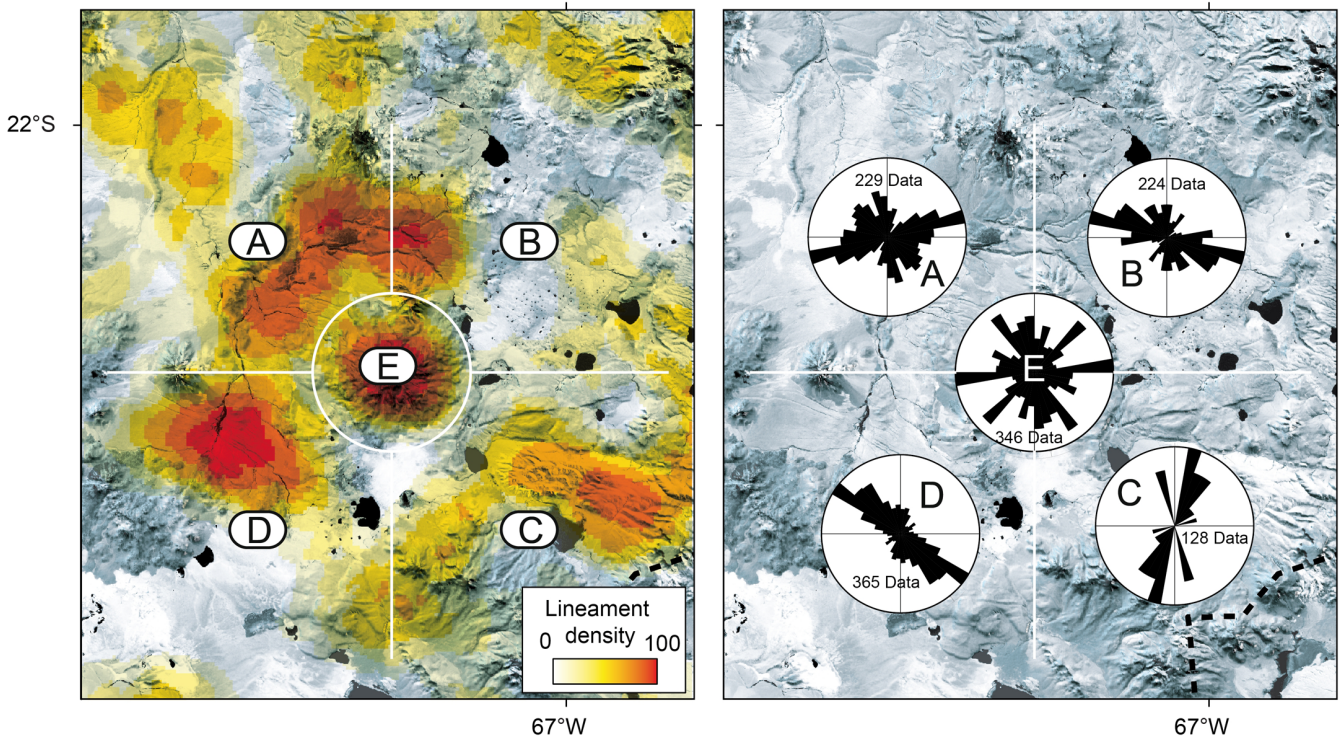 22°S
A
B
E
D
C
Lineament
density
0
100
67°W
229 Data
A
224 Data
B
E
346 Data
D
365 Data
C
128 Data
67°W